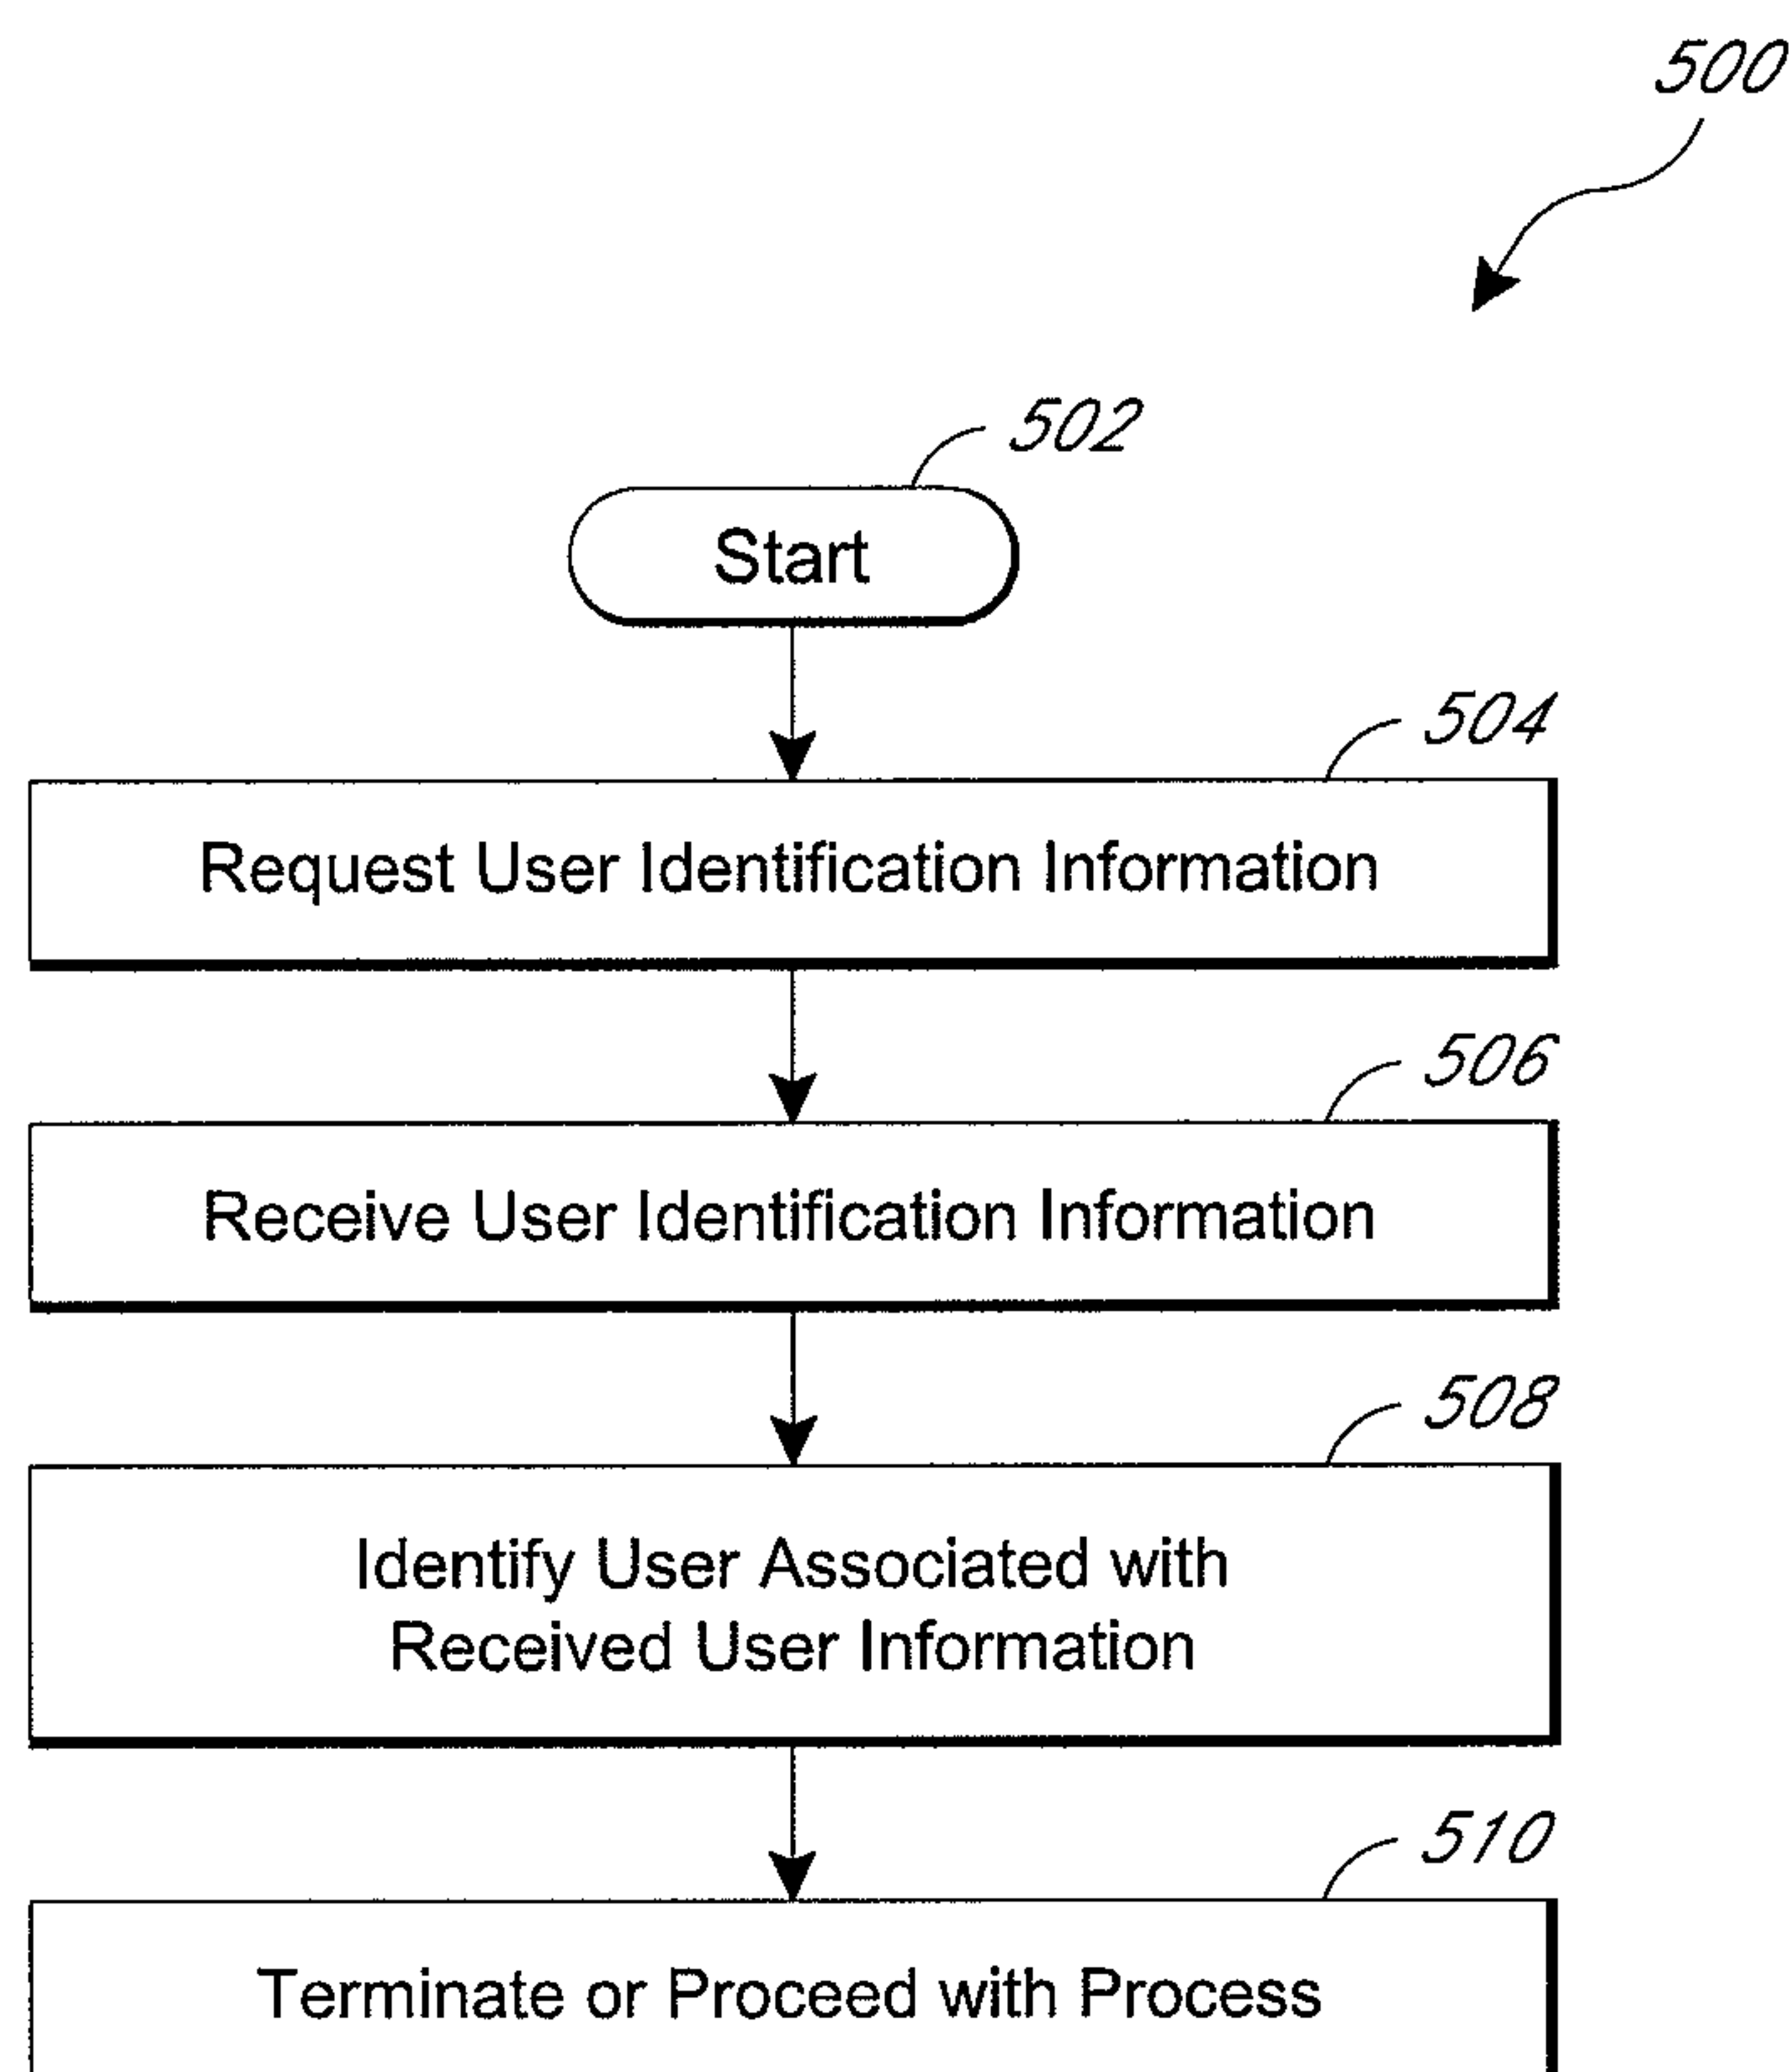 500
502
Start
504
Request User Identification Information
506
Receive User Identification Information
508
Identify User Associated with
Received User Information
510
Terminate or Proceed with Process